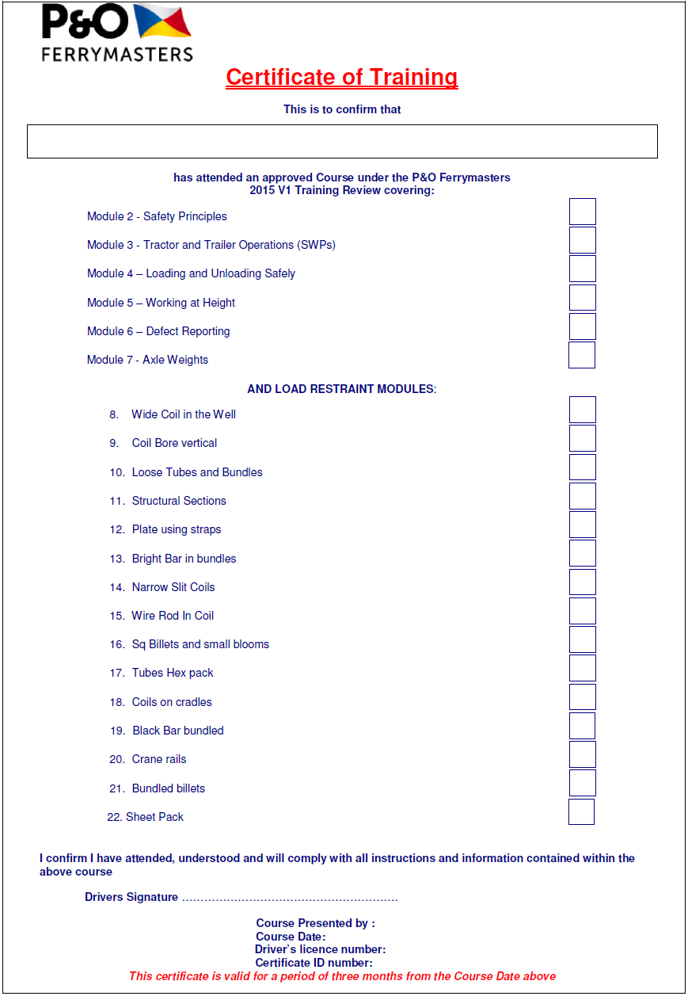 P&O
FERRYMASTERS
Certificate of Training
This is to confirm that
has attended an approved Course under the P&O Ferrymasters
2015 V1 Training Review covering:
Module 2 - Safety Principles
Module 3 - Tractor and Trailer Operations (SWPs)
Module 4 – Loading and Unloading Safely
Module 5 – Working at Height
Module 6 – Defect Reporting
Module 7 - Axle Weights
AND LOAD RESTRAINT MODULES:
8. Wide Coil in the Well
9. Coil Bore vertical
10. Loose Tubes and Bundles
11. Structural Sections
12. Plate using straps
13. Bright Bar in bundles
14. Narrow Slit Coils
15. Wire Rod In Coil
16. Sq Billets and small blooms
17. Tubes Hex pack
18. Coils on cradles
19. Black Bar bundled
20. Crane rails
21. Bundled billets
22. Sheet Pack
I confirm I have attended, understood and will comply with all instructions and information contained within the
above course
Drivers Signature ………………………………………………….
Course Presented by :
Course Date:
Driver’s licence number:
Certificate ID number:
This certificate is valid for a period of three months from the Course Date above